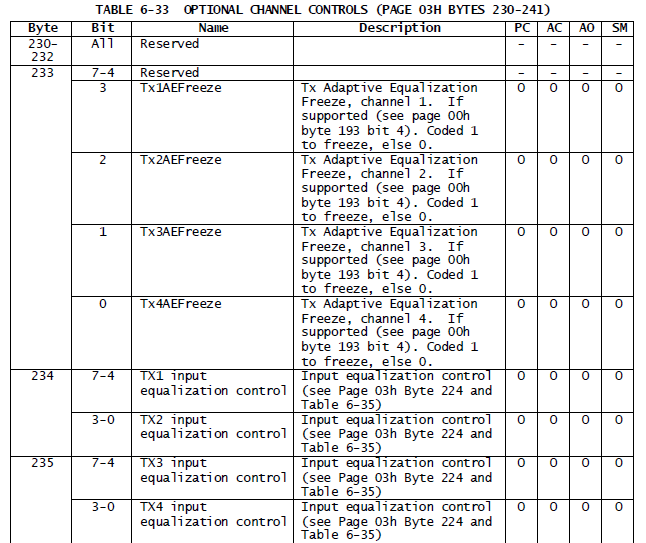 TABLE 6-33 OPTIONAL CHANNEL CONTROLS (PAGE 03H BYTES 230-241)
Byte Bit Name Description PC AC AO SM
230- All Reserved - - - -
232
233 7-4 Reserved - - - -
3 Tx1AEFreeze Tx Adaptive Equalization O O O O
Freeze, channel 1. If
supported (see page 00h
byte 193 bit 4). Coded 1
to freeze, else 0.
2 Tx2AEFreeze Tx Adaptive Equalization O O O O
Freeze, channel 2. If
supported (see page 00h
byte 193 bit 4). Coded 1
to freeze, else 0.
1 Tx3AEFreeze Tx Adaptive Equalization O O O O
Freeze, channel 3. If
supported (see page 00h
byte 193 bit 4). Coded 1
to freeze, else 0.
0 Tx4AEFreeze Tx Adaptive Equalization O O O O
Freeze, channel 4. If
supported (see page 00h
byte 193 bit 4). Coded 1
to freeze, else 0.
234 7-4 TX1 input Input equalization control O O O O
equalization control (see Page 03h Byte 224 and
Table 6-35)
3-0 TX2 input Input equalization control O O O O
equalization control (see Page 03h Byte 224 and
Table 6-35)
235 7-4 TX3 input Input equalization control O O O O
equalization control (see Page 03h Byte 224 and
Table 6-35)
3-0 TX4 input Input equalization control O O O O
equalization control (see Page 03h Byte 224 and
Table 6-35)